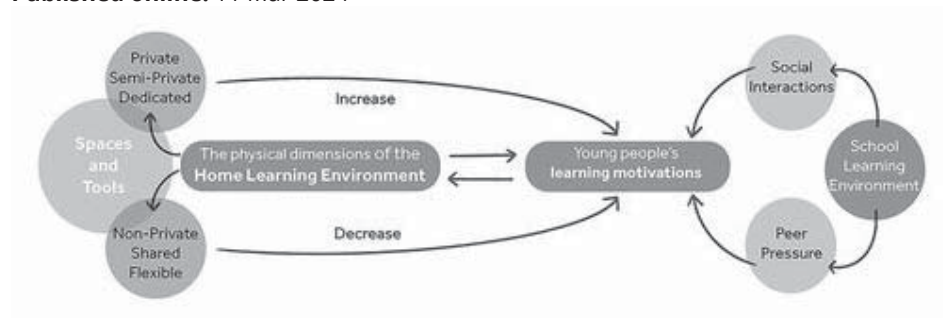 Private
Semi-Private
Dedicated
Increase
Spaces
and
Tools
The physical dimensions of the
Home Learning Environment
Young people's
learning motivations
Non-Private
Shared
Flexible
Decrease
Social
Interactions
School
Learning
Environment
Peer
Pressure